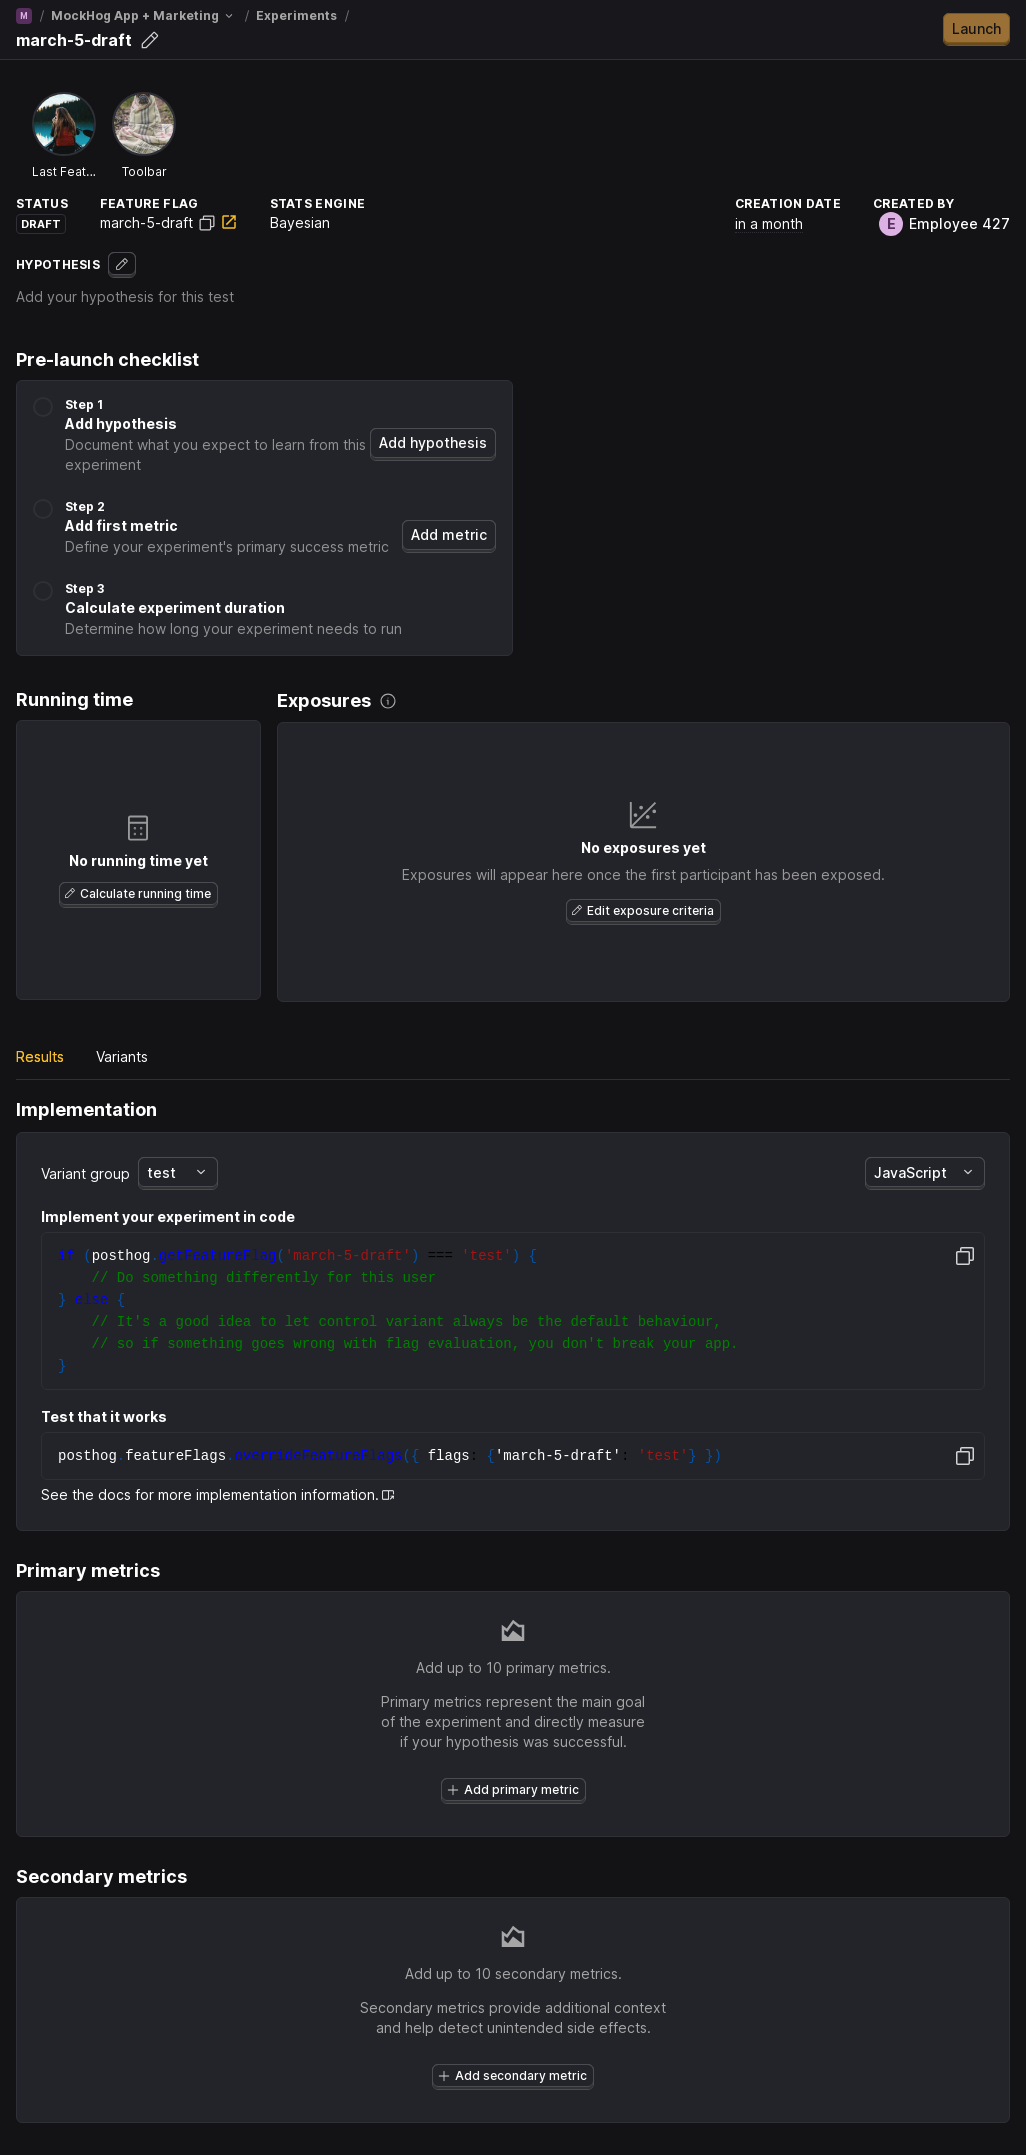 M / MockHog App + Marketing / Experiments /
march-5-draft
Launch
Last Feat...
Toolbar
STATUS
DRAFT
FEATURE FLAG
march-5-draft
STATS ENGINE
Bayesian
CREATION DATE
in a month
CREATED BY
E Employee 427
HYPOTHESIS
Add your hypothesis for this test
Pre-launch checklist
Step 1
Add hypothesis
Document what you expect to learn from this
experiment
Add hypothesis
Step 2
Add first metric
Define your experiment's primary success metric
Add metric
Step 3
Calculate experiment duration
Determine how long your experiment needs to run
Running time
No running time yet
Calculate running time
Exposures
No exposures yet
Exposures will appear here once the first participant has been exposed.
Edit exposure criteria
Results Variants
Implementation
Variant group test
JavaScript
Implement your experiment in code
if (posthog.getFeatureFlag('march-5-draft') === 'test') {
// Do something differently for this user
} else {
// It's a good idea to let control variant always be the default behaviour,
// so if something goes wrong with flag evaluation, you don't break your app.
}
Test that it works
posthog.featureFlags.overrideFeatureFlags({ flags: {'march-5-draft': 'test'} })
See the docs for more implementation information.
Primary metrics
Add up to 10 primary metrics.
Primary metrics represent the main goal
of the experiment and directly measure
if your hypothesis was successful.
Add primary metric
Secondary metrics
Add up to 10 secondary metrics.
Secondary metrics provide additional context
and help detect unintended side effects.
Add secondary metric